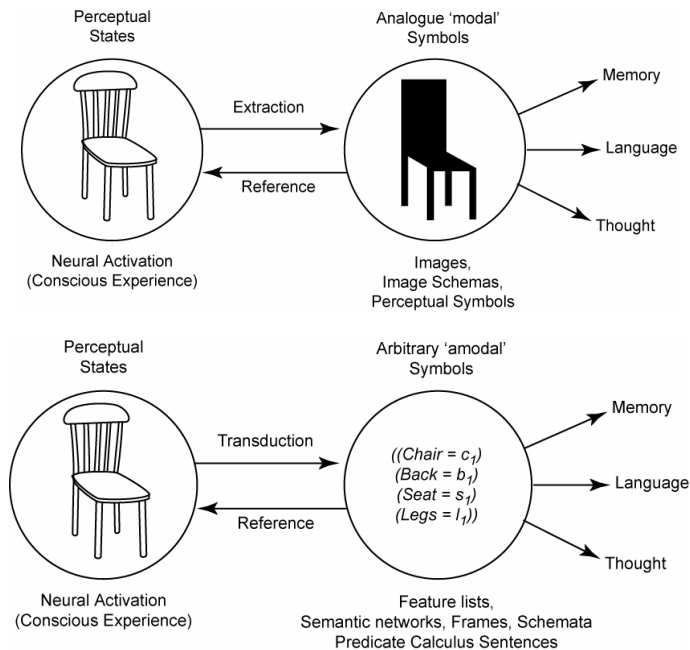 Perceptual
States
Analogue ‘modal’
Symbols
Extraction
Reference
Memory
Language
Thought
Neural Activation
(Conscious Experience)
Images,
Image Schemas,
Perceptual Symbols
Perceptual
States
Arbitrary ‘amodal’
Symbols
Transduction
Reference
((Chair = c1)
(Back = b1)
(Seat = s1)
(Legs = l1))
Memory
Language
Thought
Neural Activation
(Conscious Experience)
Feature lists,
Semantic networks, Frames, Schemata
Predicate Calculus Sentences